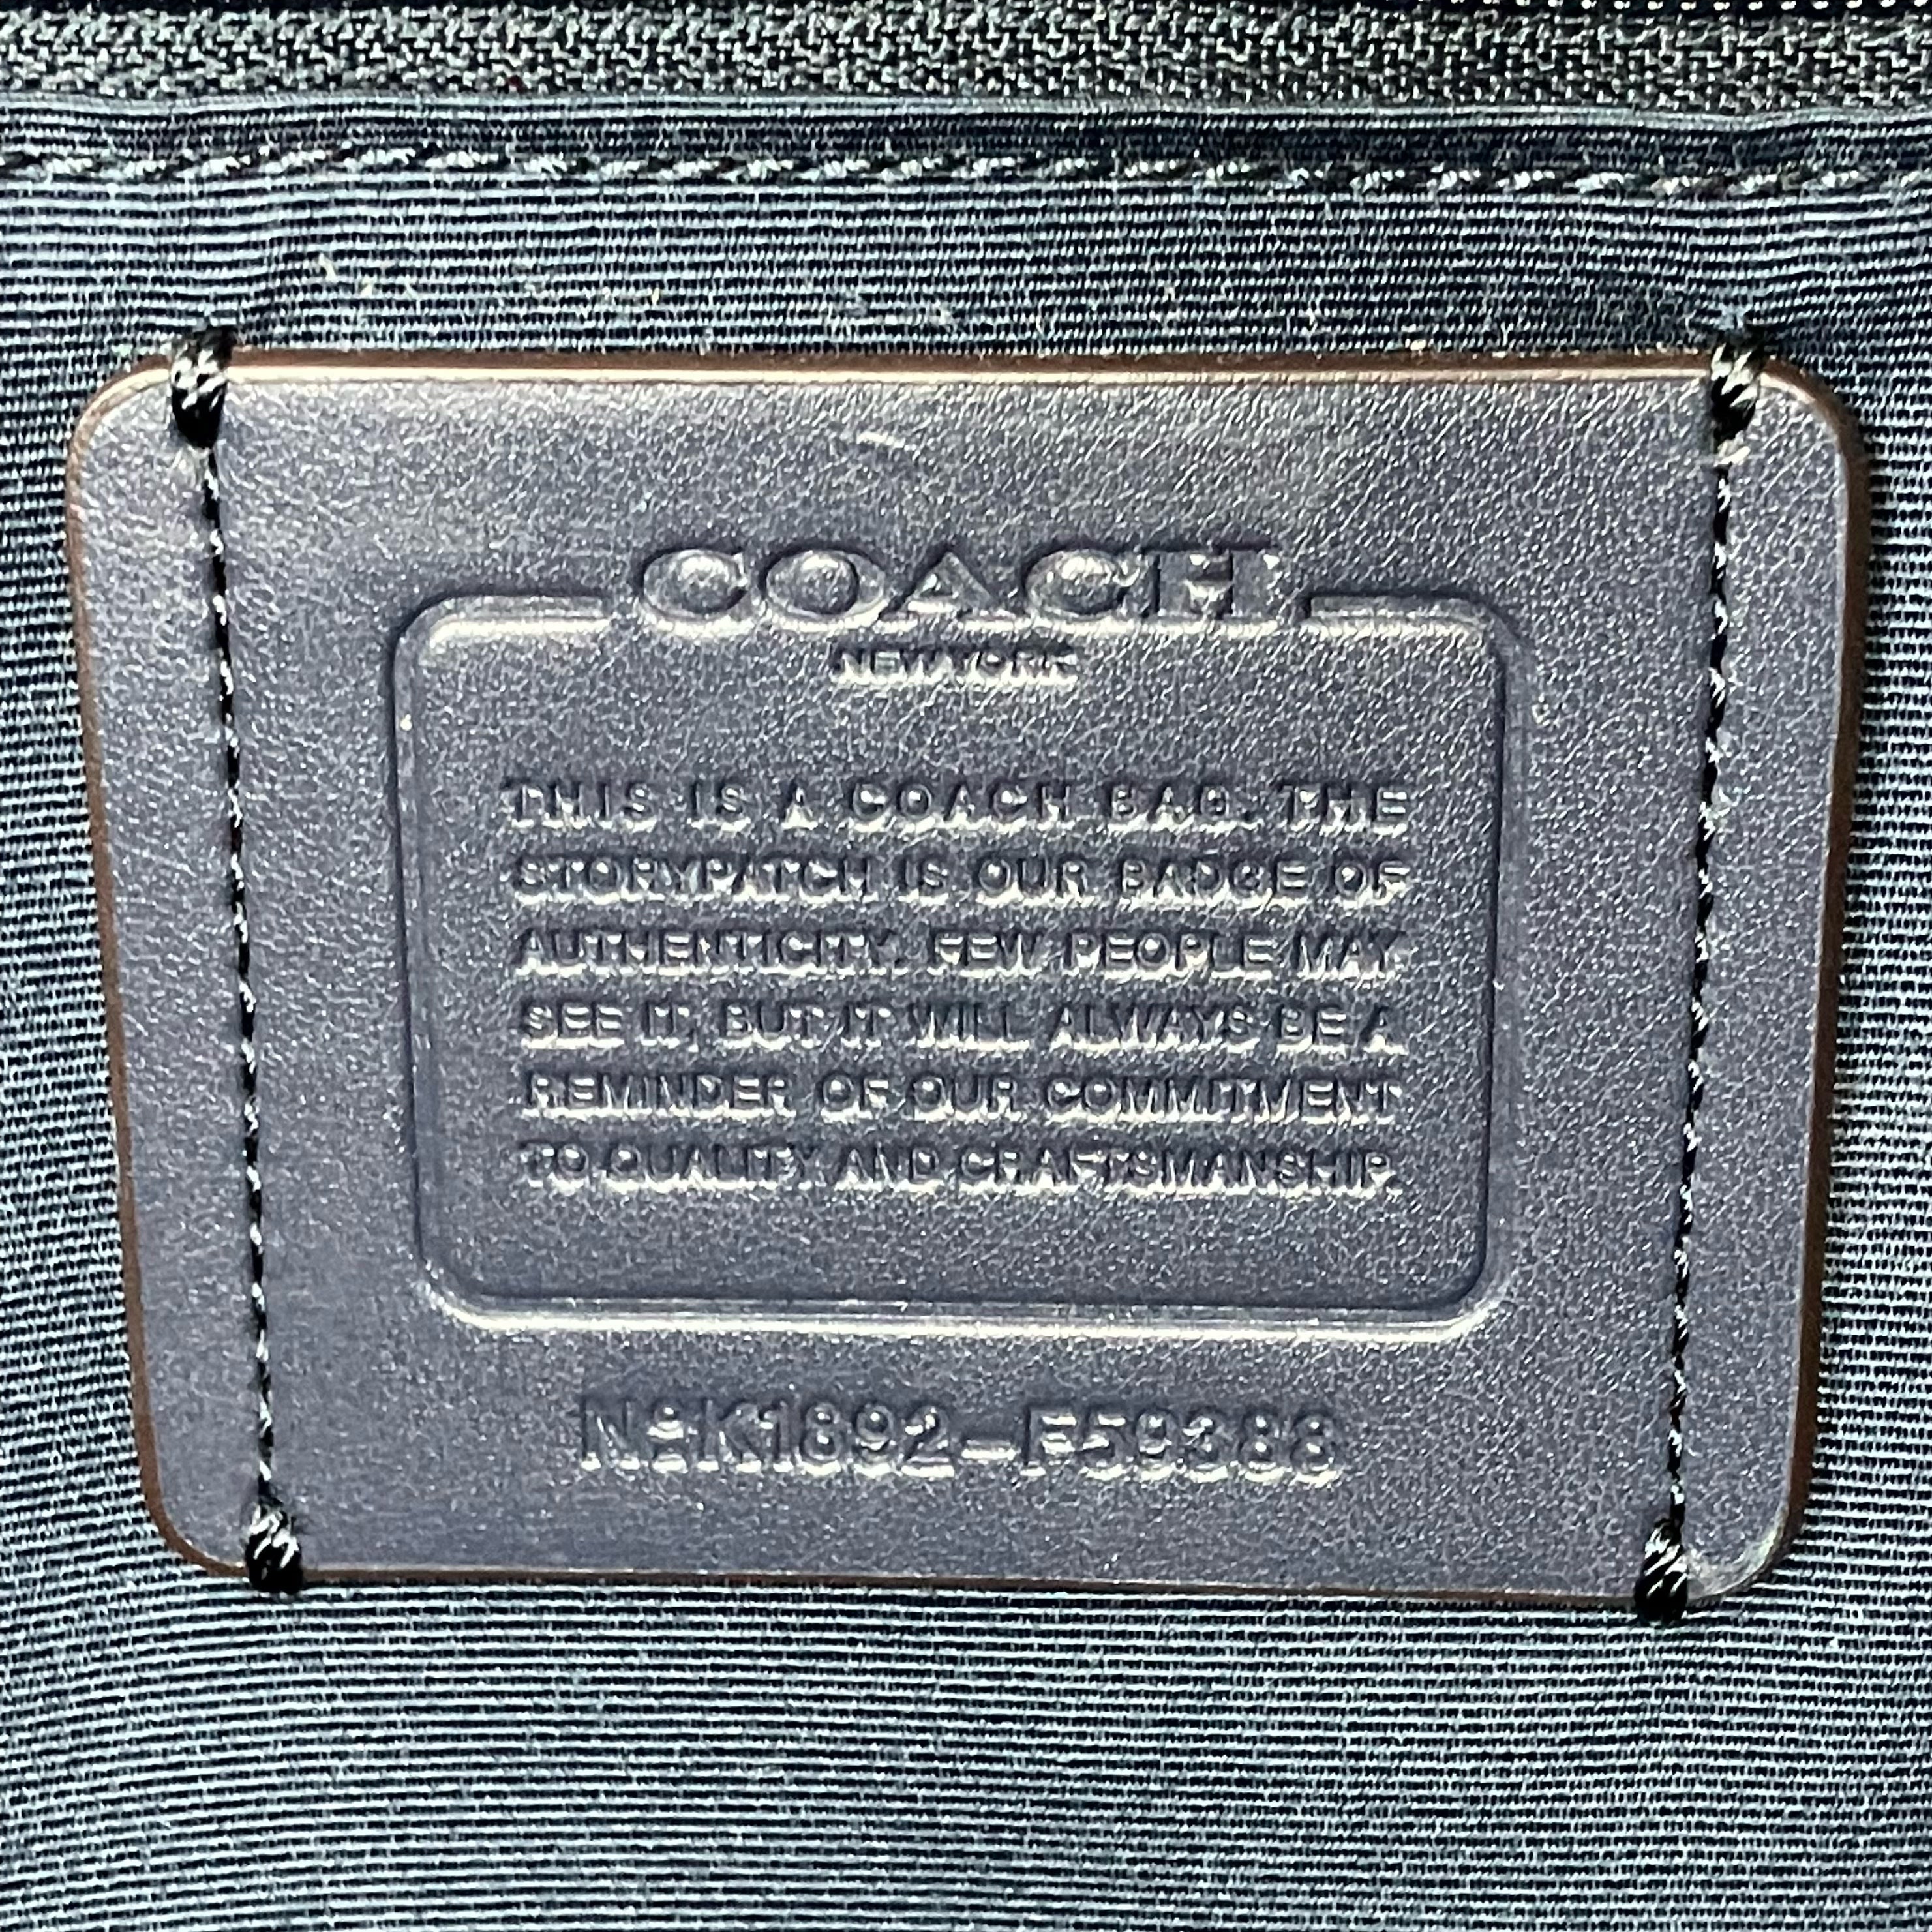 COACH
NEW YORK
THIS IS A COACH BAG. THE
STORYPATCH IS OUR BADGE OF
AUTHENTICITY. FEW PEOPLE MAY
SEE IT, BUT IT WILL ALWAYS BE A
REMINDER OF OUR COMMITMENT
TO QUALITY AND CRAFTSMANSHIP.
Nº K1892-F59388